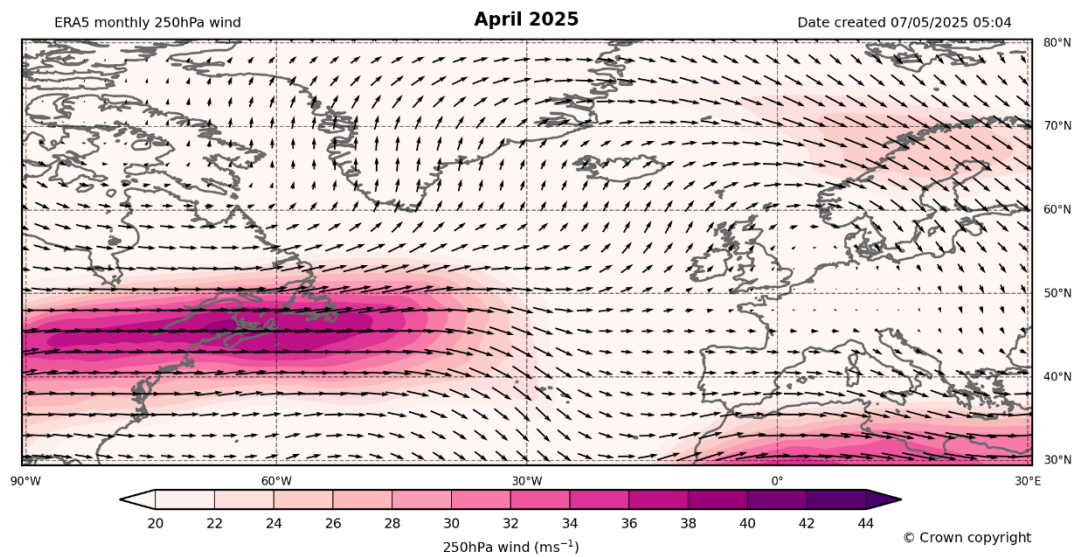 ERA5 monthly 250hPa wind
April 2025
Date created 07/05/2025 05:04
80°N
70°N
60°N
50°N
40°N
30°N
90°W 60°W 30°W 0° 30°E
20 22 24 26 28 30 32 34 36 38 40 42 44
250hPa wind (ms⁻¹)
© Crown copyright